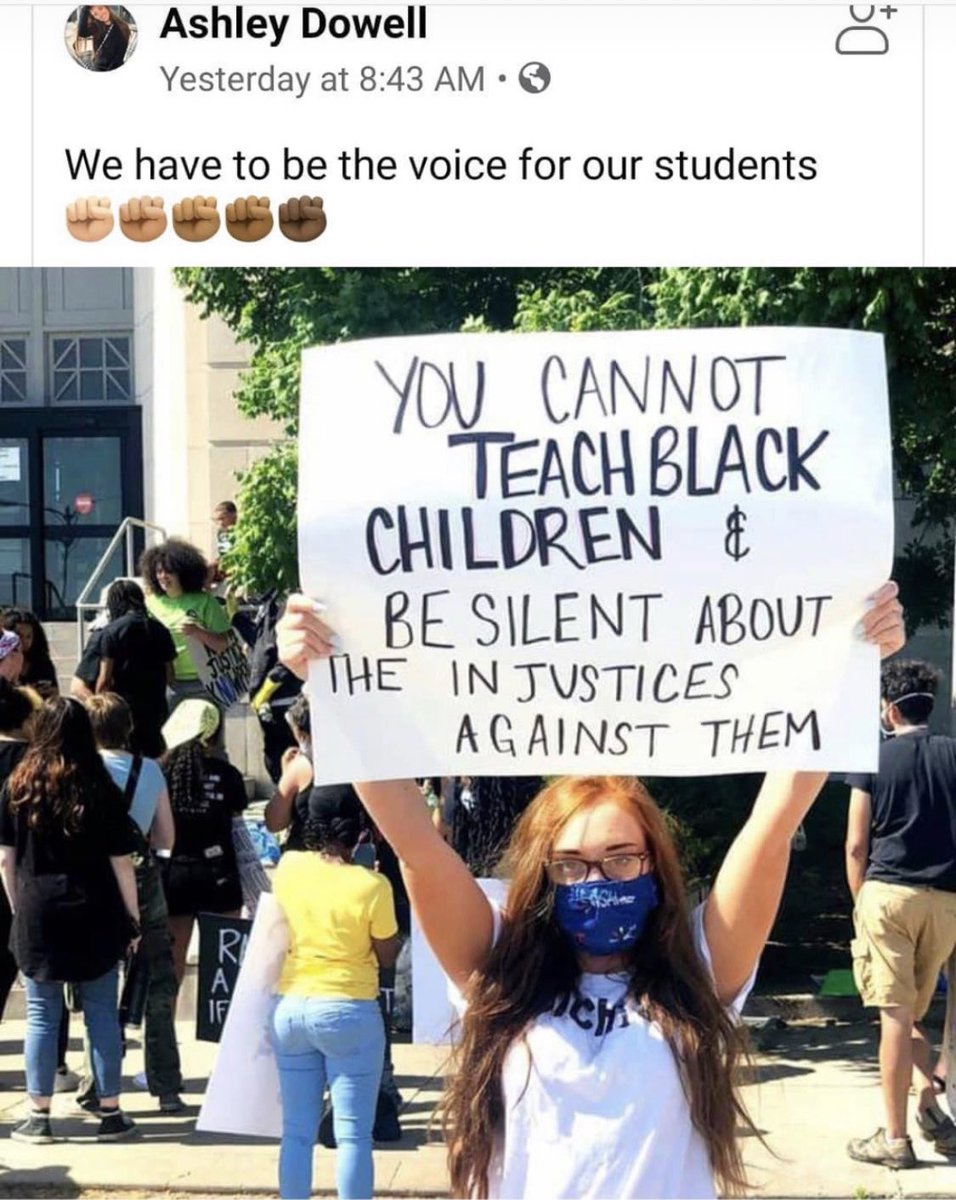 Ashley Dowell
Yesterday at 8:43 AM •
We have to be the voice for our students
✊🏻✊🏼✊🏽✊🏾✊🏿
YOU CANNOT
TEACH BLACK
CHILDREN &
BE SILENT ABOUT
THE INJUSTICES
AGAINST THEM